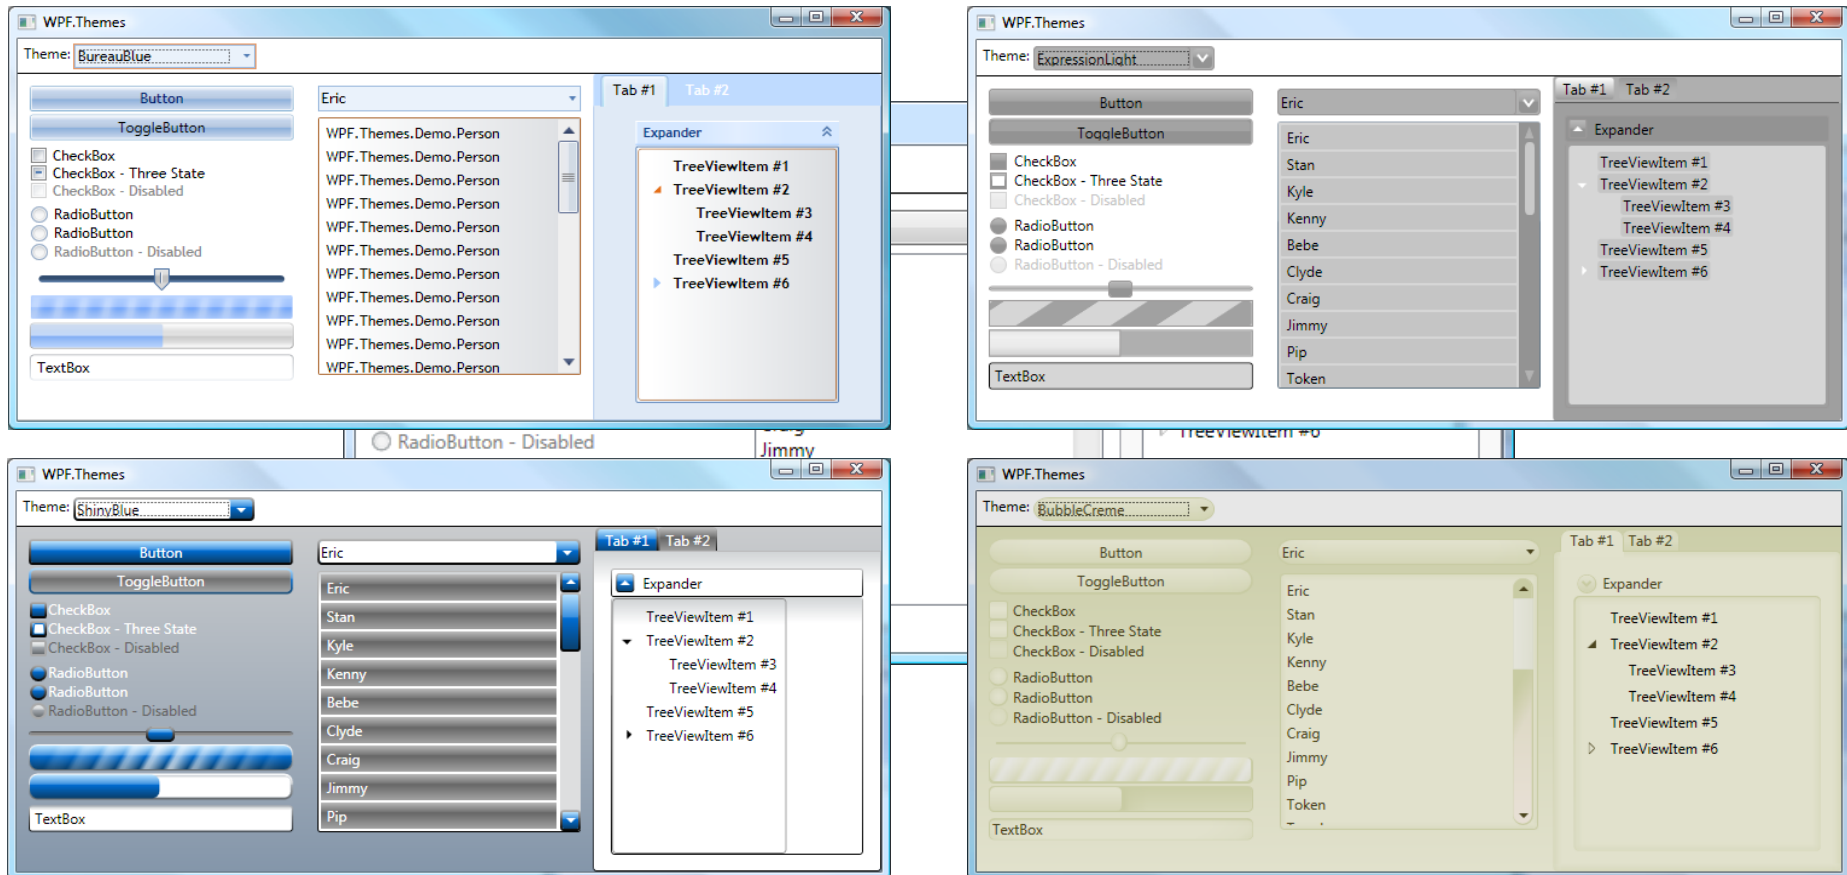 WPF.Themes
Theme: BureauBlue
Button
ToggleButton
CheckBox
CheckBox - Three State
CheckBox - Disabled
RadioButton
RadioButton
RadioButton - Disabled
TextBox
Eric
WPF.Themes.Demo.Person
WPF.Themes.Demo.Person
WPF.Themes.Demo.Person
WPF.Themes.Demo.Person
WPF.Themes.Demo.Person
WPF.Themes.Demo.Person
WPF.Themes.Demo.Person
WPF.Themes.Demo.Person
WPF.Themes.Demo.Person
WPF.Themes.Demo.Person
WPF.Themes.Demo.Person
Tab #1 Tab #2
Expander
TreeViewItem #1
TreeViewItem #2
TreeViewItem #3
TreeViewItem #4
TreeViewItem #5
TreeViewItem #6
WPF.Themes
Theme: ExpressionLight
Button
ToggleButton
CheckBox
CheckBox - Three State
CheckBox - Disabled
RadioButton
RadioButton
RadioButton - Disabled
TextBox
Eric
Eric
Stan
Kyle
Kenny
Bebe
Clyde
Craig
Jimmy
Pip
Token
Tab #1 Tab #2
Expander
TreeViewItem #1
TreeViewItem #2
TreeViewItem #3
TreeViewItem #4
TreeViewItem #5
TreeViewItem #6
RadioButton - Disabled
Craig
Jimmy
TreeViewItem #6
WPF.Themes
Theme: ShinyBlue
Button
ToggleButton
CheckBox
CheckBox - Three State
CheckBox - Disabled
RadioButton
RadioButton
RadioButton - Disabled
TextBox
Eric
Eric
Stan
Kyle
Kenny
Bebe
Clyde
Craig
Jimmy
Pip
Tab #1 Tab #2
Expander
TreeViewItem #1
TreeViewItem #2
TreeViewItem #3
TreeViewItem #4
TreeViewItem #5
TreeViewItem #6
WPF.Themes
Theme: BubbleCreme
Button
ToggleButton
CheckBox
CheckBox - Three State
CheckBox - Disabled
RadioButton
RadioButton
RadioButton - Disabled
TextBox
Eric
Eric
Stan
Kyle
Kenny
Bebe
Clyde
Craig
Jimmy
Pip
Token
Tab #1 Tab #2
Expander
TreeViewItem #1
TreeViewItem #2
TreeViewItem #3
TreeViewItem #4
TreeViewItem #5
TreeViewItem #6